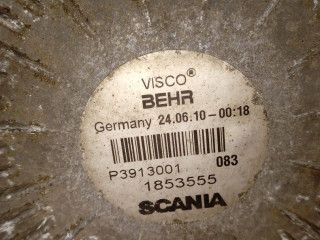 VISCO®
BEHR
Germany 24.06.10-00:18
P3913001 083
1853555
SCANIA